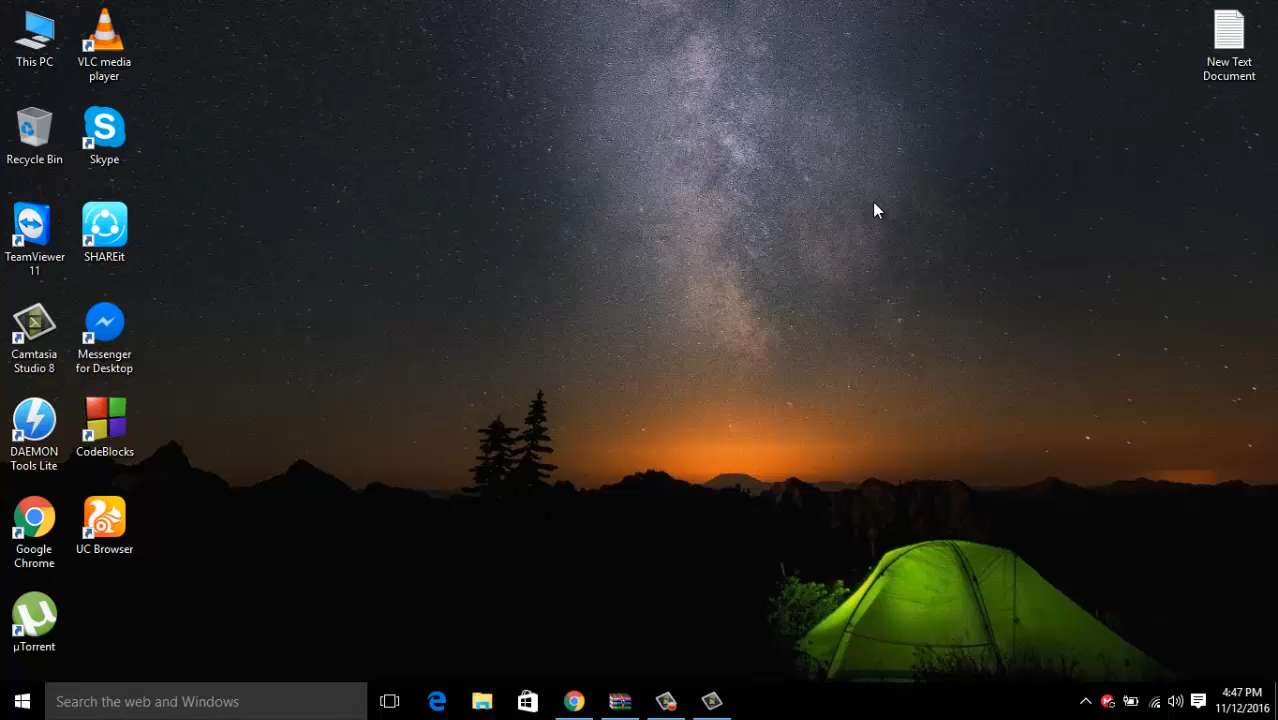 This PC
VLC media
player
Recycle Bin
Skype
TeamViewer
11
SHAREit
Camtasia
Studio 8
Messenger
for Desktop
DAEMON
Tools Lite
CodeBlocks
Google
Chrome
UC Browser
µTorrent
New Text
Document
Search the web and Windows
4:47 PM
11/12/2016